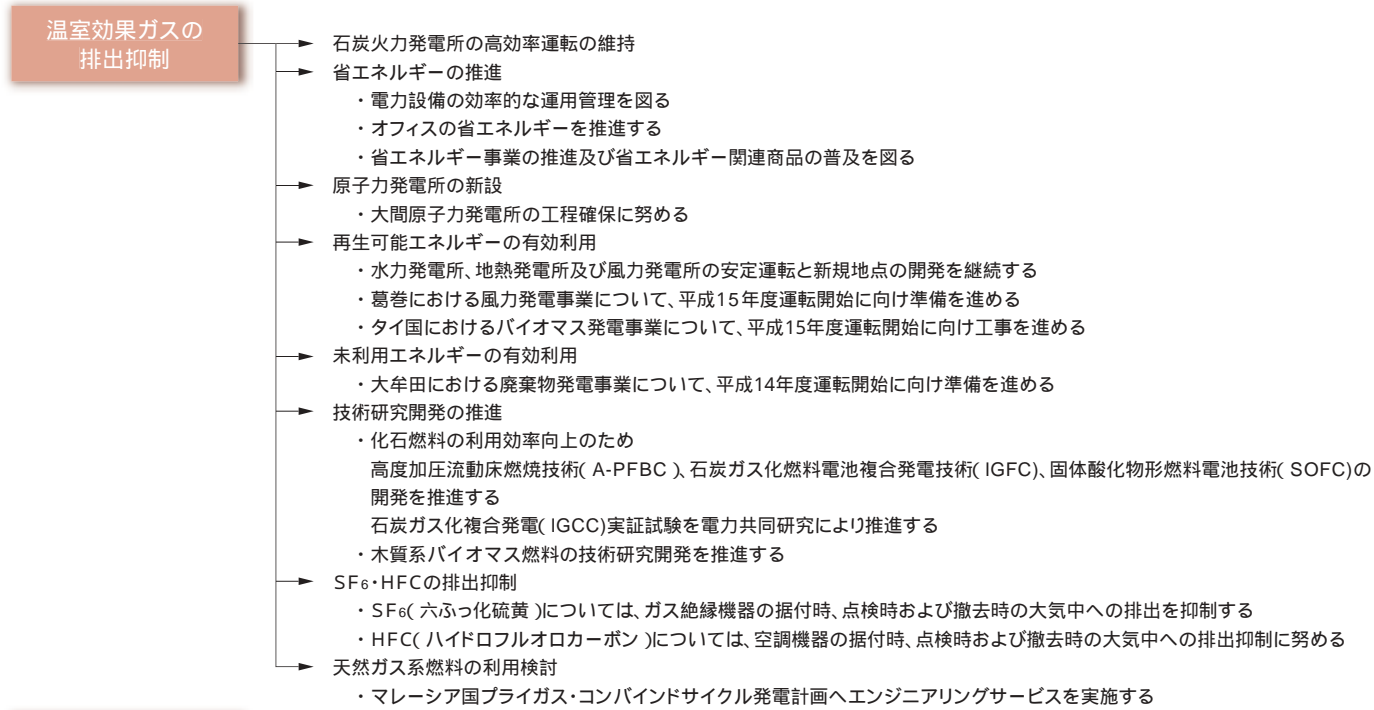 温室効果ガスの
排出抑制
石炭火力発電所の高効率運転の維持
省エネルギーの推進
・電力設備の効率的な運用管理を図る
・オフィスの省エネルギーを推進する
・省エネルギー事業の推進及び省エネルギー関連商品の普及を図る
原子力発電所の新設
・大間原子力発電所の工程確保に努める
再生可能エネルギーの有効利用
・水力発電所、地熱発電所及び風力発電所の安定運転と新規地点の開発を継続する
・葛巻における風力発電事業について、平成15年度運転開始に向け準備を進める
・タイ国におけるバイオマス発電事業について、平成15年度運転開始に向け工事を進める
未利用エネルギーの有効利用
・大牟田における廃棄物発電事業について、平成14年度運転開始に向け準備を進める
技術研究開発の推進
・化石燃料の利用効率向上のため
高度加圧流動床燃焼技術( A-PFBC )、石炭ガス化燃料電池複合発電技術( IGFC)、固体酸化物形燃料電池技術( SOFC)の
開発を推進する
石炭ガス化複合発電( IGCC)実証試験を電力共同研究により推進する
・木質系バイオマス燃料の技術研究開発を推進する
SF₆・HFCの排出抑制
・SF₆( 六ふっ化硫黄 )については、ガス絶縁機器の据付時、点検時および撤去時の大気中への排出を抑制する
・HFC( ハイドロフルオロカーボン )については、空調機器の据付時、点検時および撤去時の大気中への排出抑制に努める
天然ガス系燃料の利用検討
・マレーシア国プライガス・コンバインドサイクル発電計画へエンジニアリングサービスを実施する